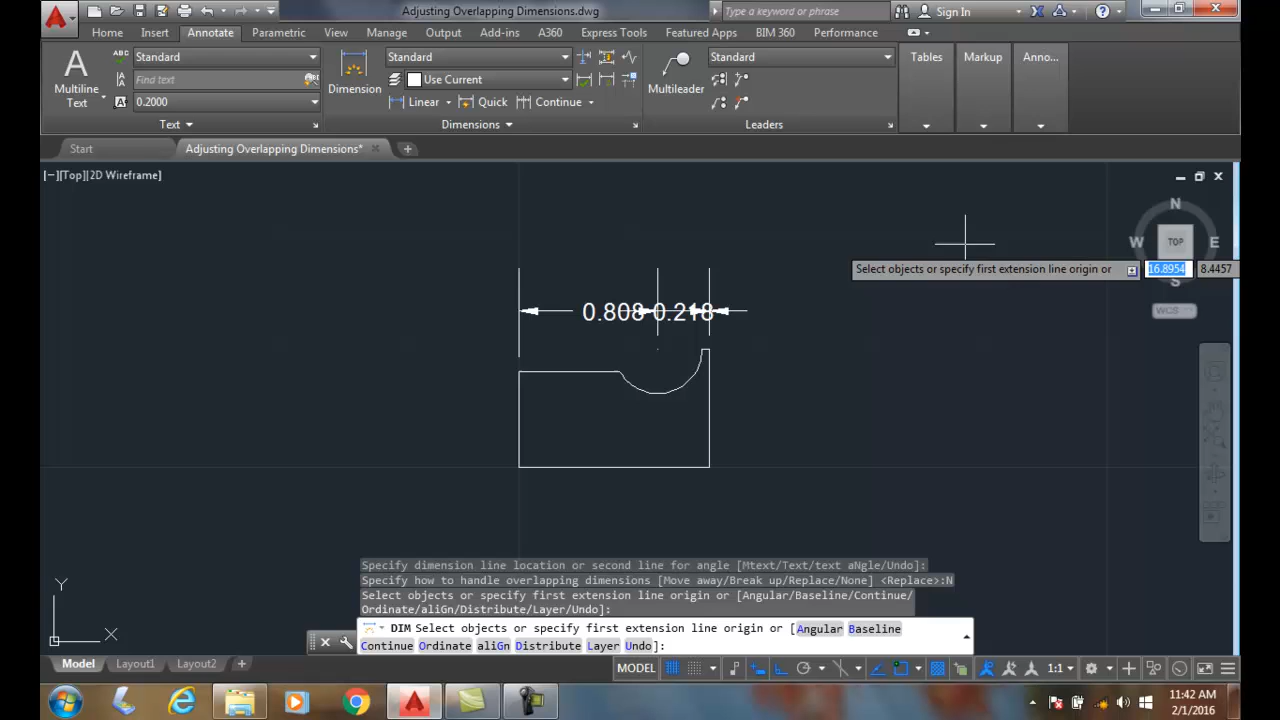 Adjusting Overlapping Dimensions.dwg
Type a keyword or phrase
Sign In
Home Insert Annotate Parametric View Manage Output Add-ins A360 Express Tools Featured Apps BIM 360 Performance
A
Multiline
Text
ABC
Standard
Find text
0.2000
Text
Dimension
Standard
Use Current
Linear Quick Continue
Dimensions
Multileader
Standard
Leaders
Tables
Markup
Anno...
Start
Adjusting Overlapping Dimensions*
[−][Top][2D Wireframe]
N
W TOP E
S
WCS
Select objects or specify first extension line origin or 16.8954 8.4457
0.808 0.218
Specify dimension line location or second line for angle [Mtext/Text/text aNgle/Undo]:
Specify how to handle overlapping dimensions [Move away/Break up/Replace/None] <Replace>:N
Select objects or specify first extension line origin or [Angular/Baseline/Continue/
Ordinate/aliGn/Distribute/Layer/Undo]:
DIM Select objects or specify first extension line origin or [Angular Baseline
Continue Ordinate aliGn Distribute Layer Undo]:
Y
X
Model Layout1 Layout2
MODEL 1:1
11:42 AM
2/1/2016